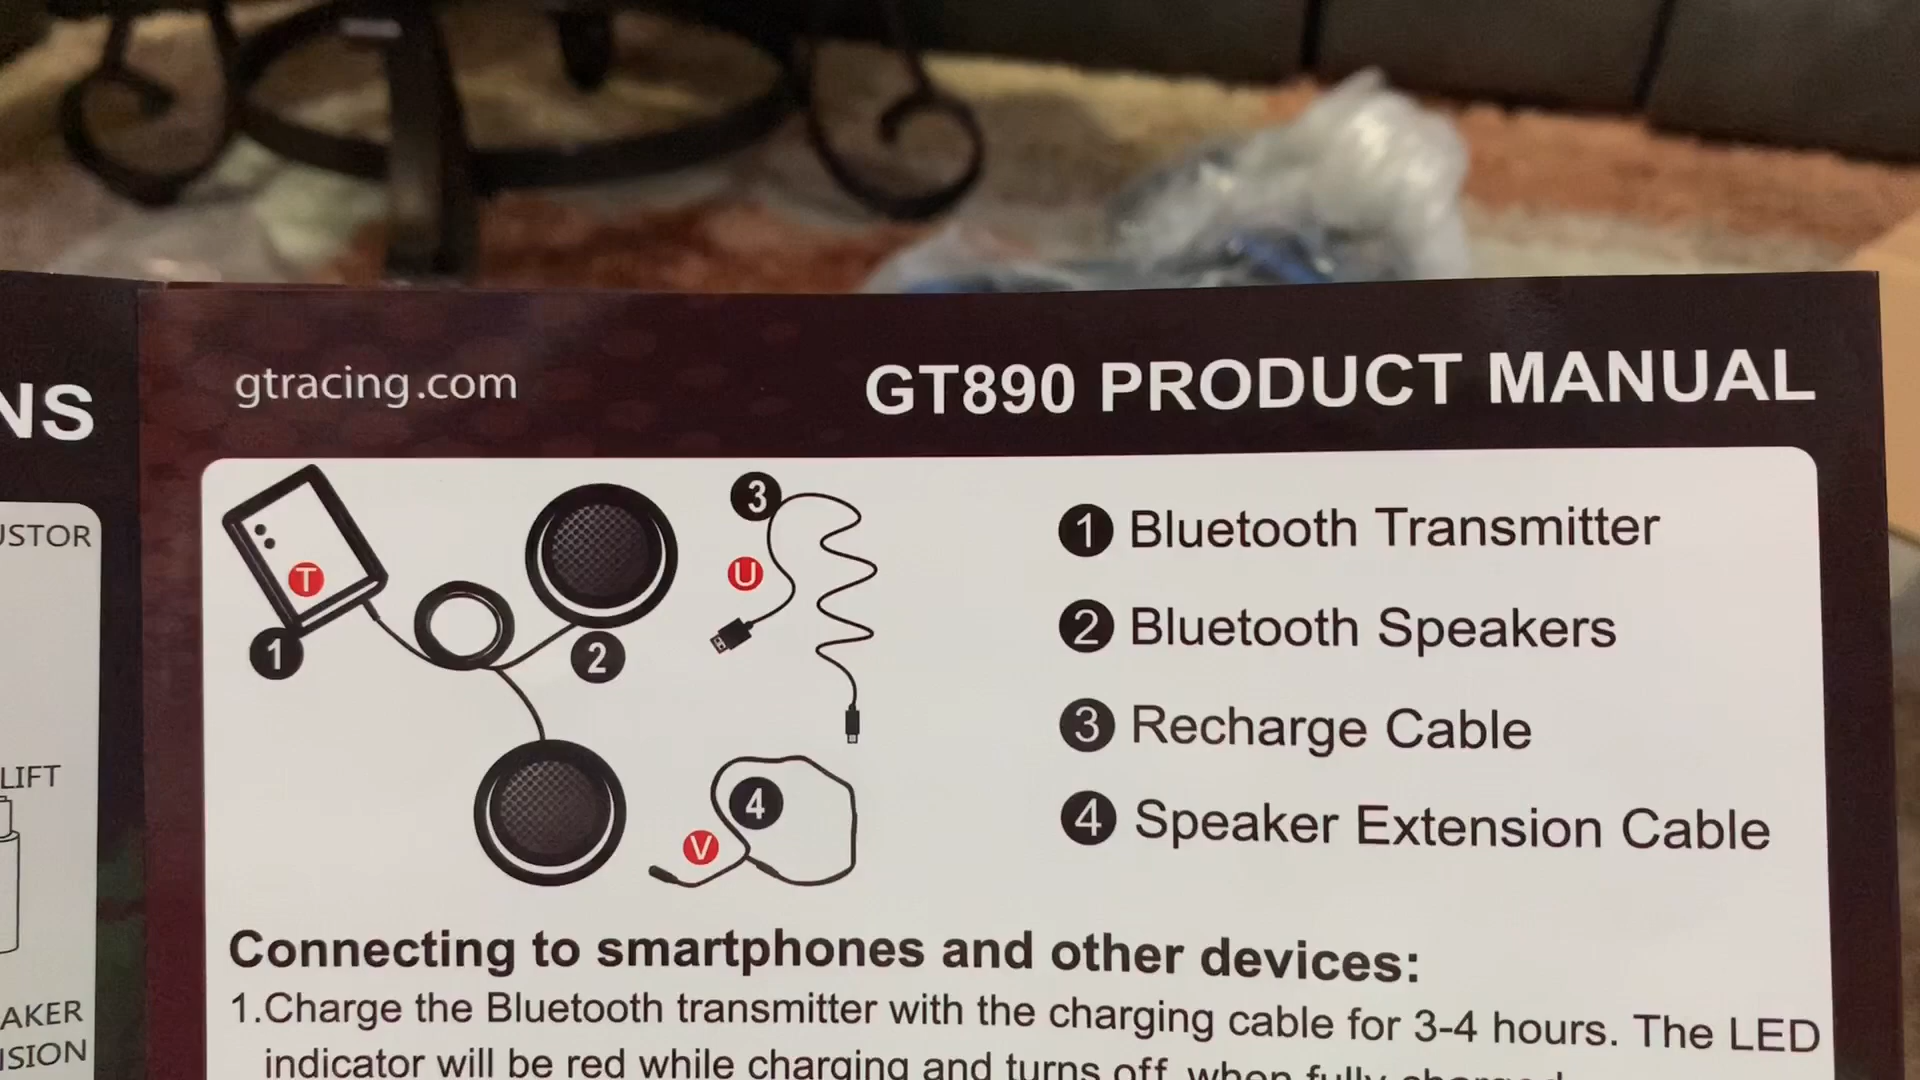 NS
USTOR
LIFT
AKER
NSION
gtracing.com
GT890 PRODUCT MANUAL
T
1
2
3
U
4
V
1 Bluetooth Transmitter
2 Bluetooth Speakers
3 Recharge Cable
4 Speaker Extension Cable
Connecting to smartphones and other devices:
1.Charge the Bluetooth transmitter with the charging cable for 3-4 hours. The LED
indicator will be red while charging and turns off when fully charged